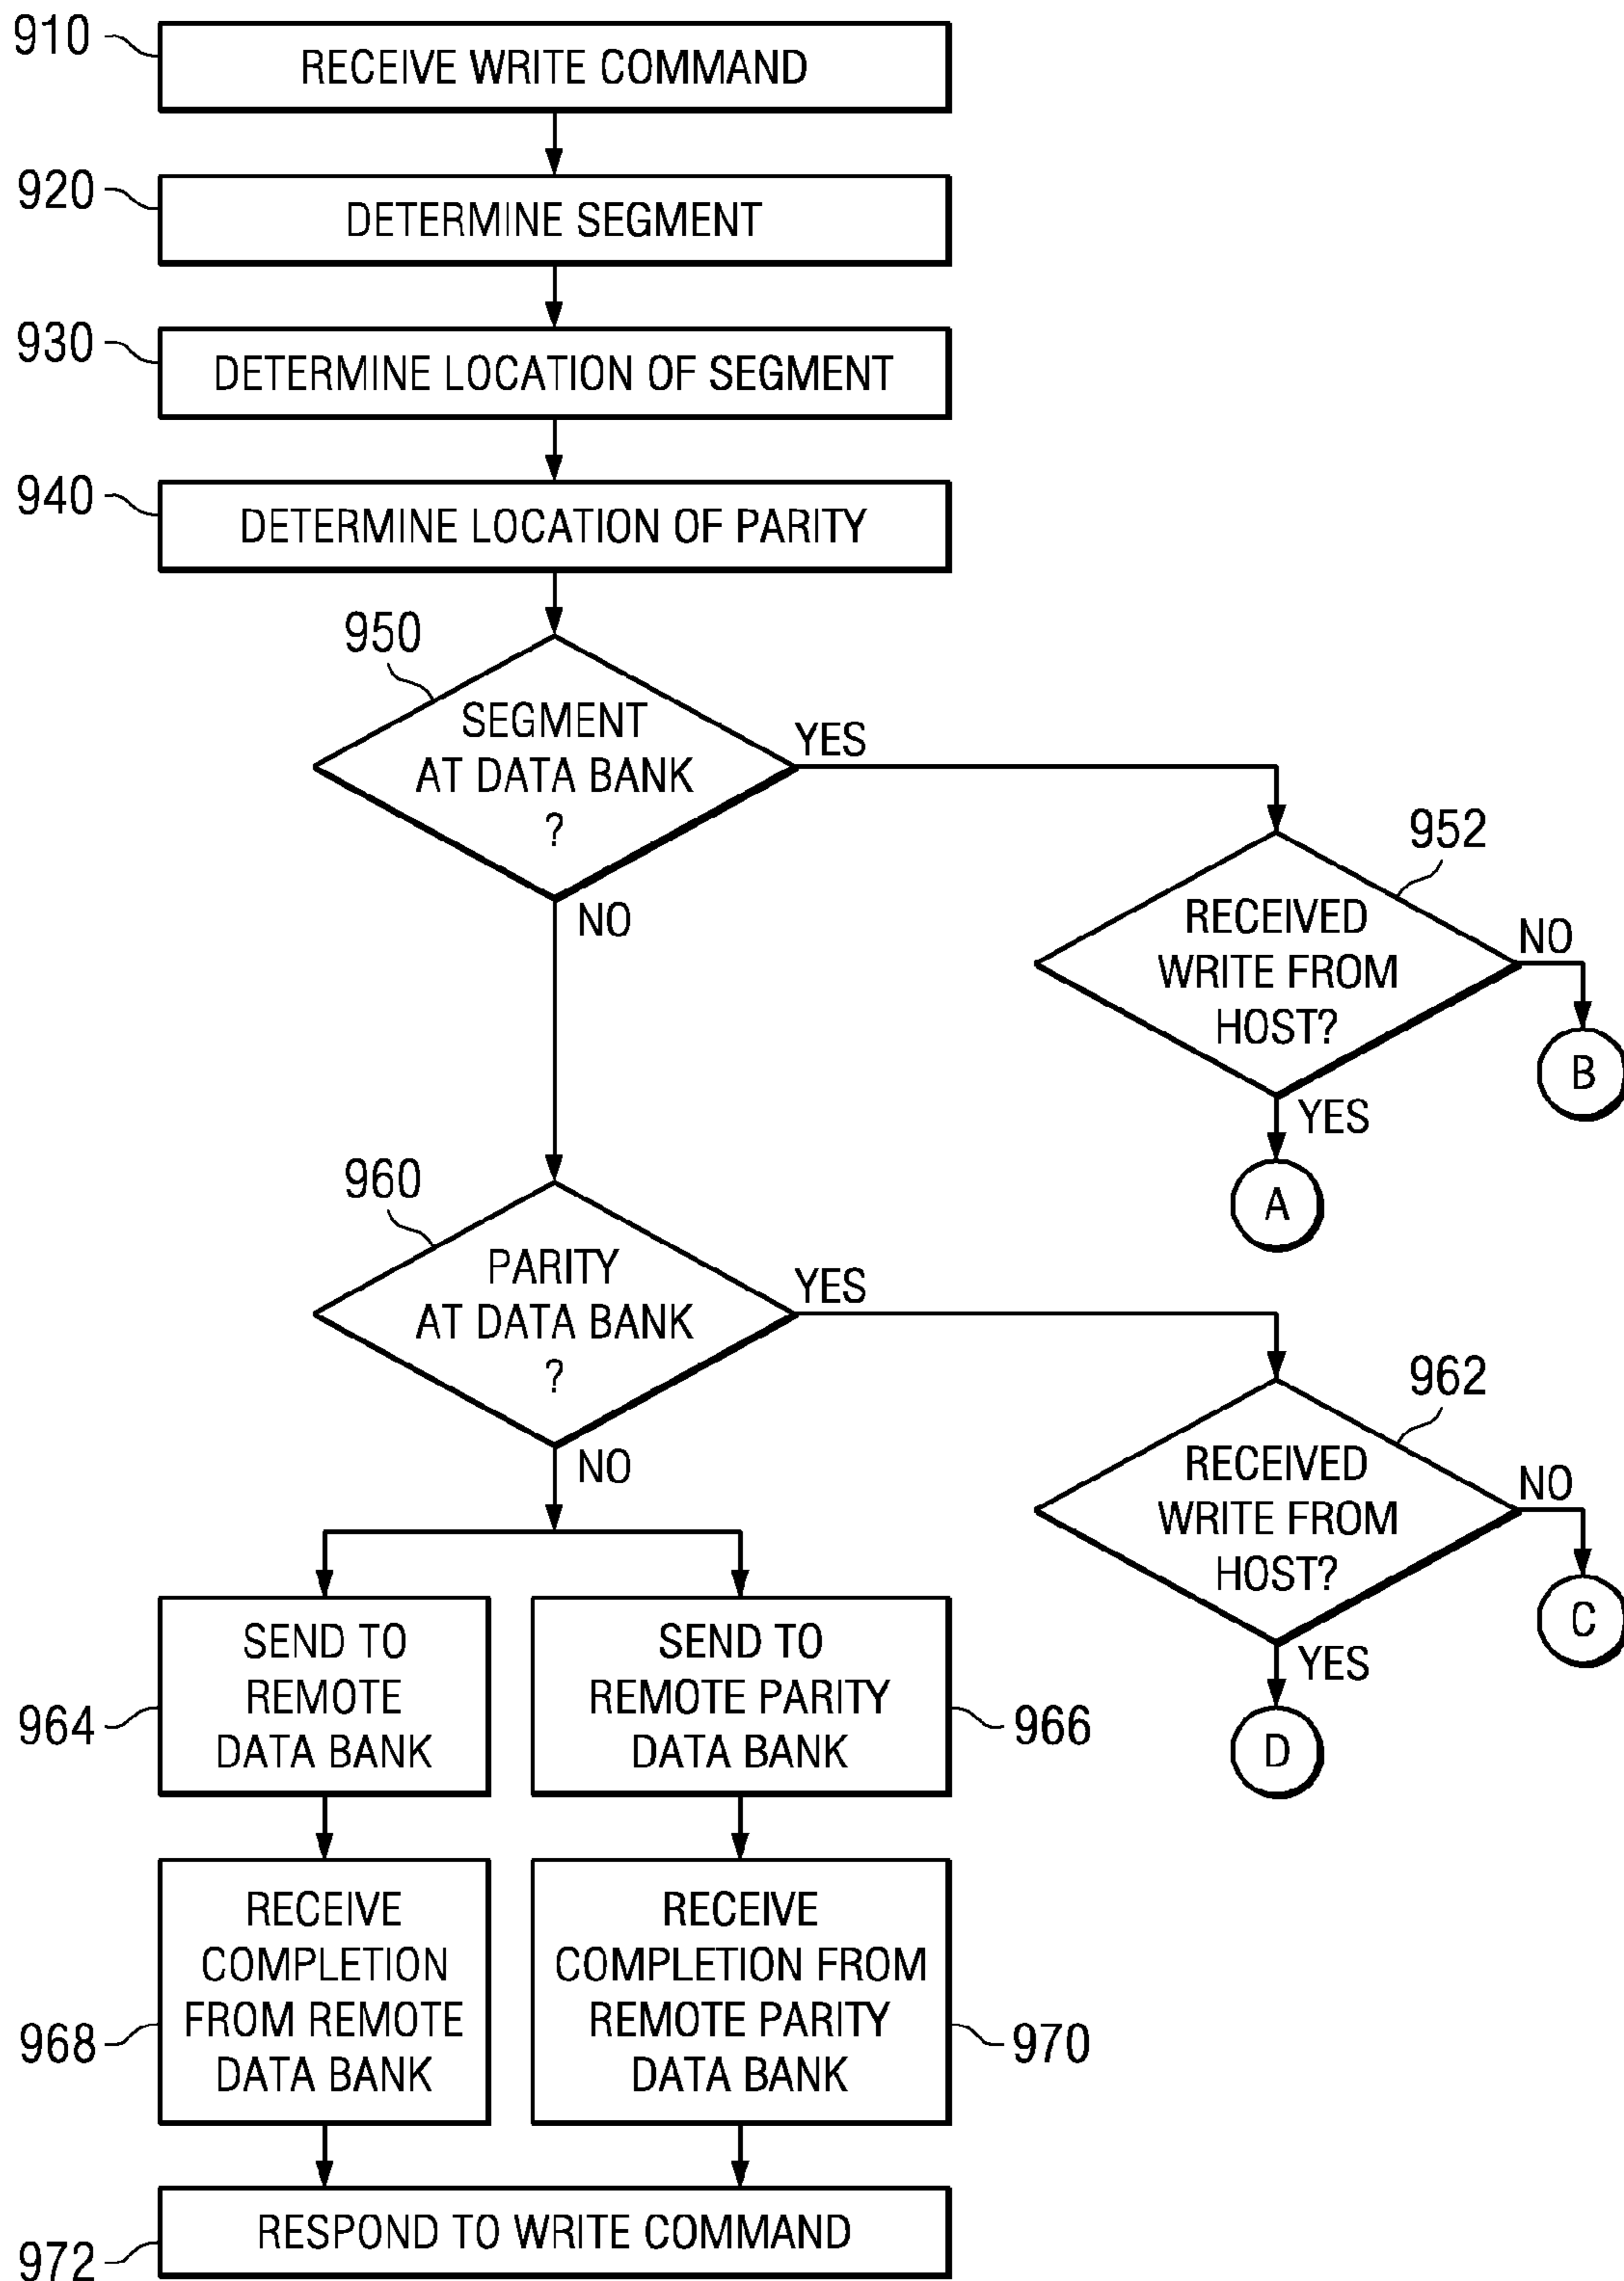 910
RECEIVE WRITE COMMAND
920
DETERMINE SEGMENT
930
DETERMINE LOCATION OF SEGMENT
940
DETERMINE LOCATION OF PARITY
950
SEGMENT
AT DATA BANK
?
YES
NO
952
RECEIVED
WRITE FROM
HOST?
NO
B
YES
A
960
PARITY
AT DATA BANK
?
YES
NO
962
RECEIVED
WRITE FROM
HOST?
NO
C
YES
D
964
SEND TO
REMOTE
DATA BANK
SEND TO
REMOTE PARITY
DATA BANK
966
968
RECEIVE
COMPLETION
FROM REMOTE
DATA BANK
RECEIVE
COMPLETION FROM
REMOTE PARITY
DATA BANK
970
972
RESPOND TO WRITE COMMAND